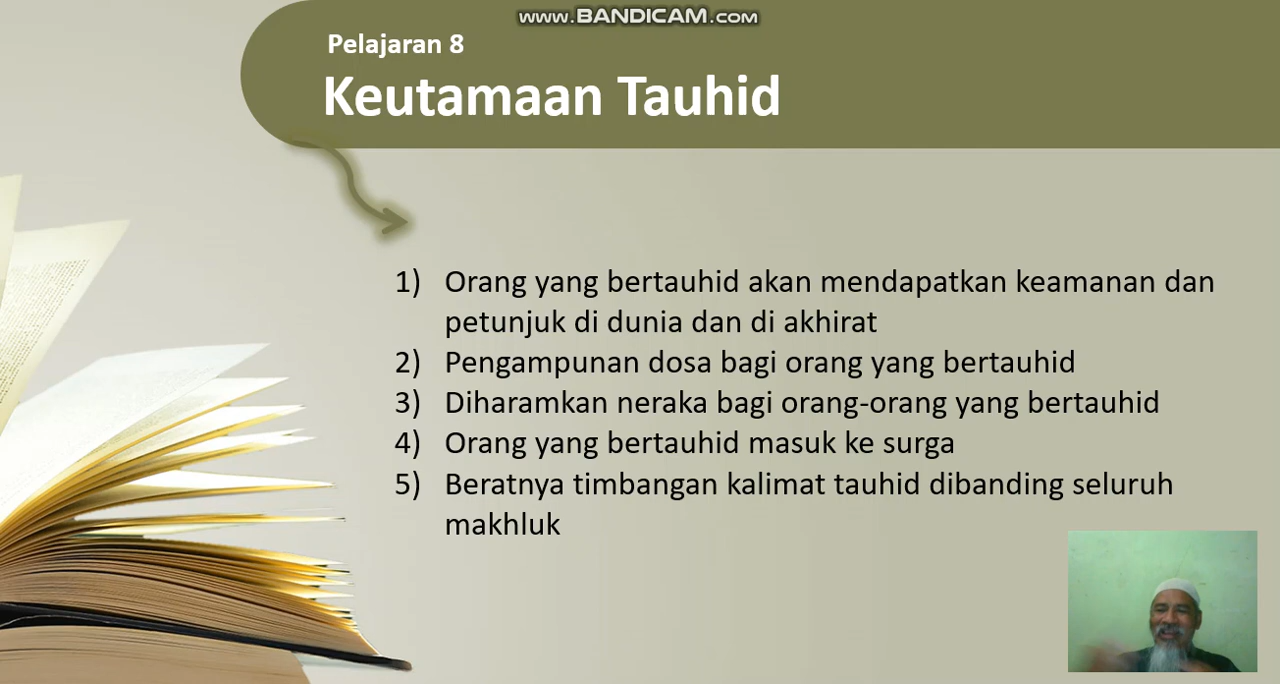 www.BANDICAM.com
Pelajaran 8
Keutamaan Tauhid
1) Orang yang bertauhid akan mendapatkan keamanan dan
petunjuk di dunia dan di akhirat
2) Pengampunan dosa bagi orang yang bertauhid
3) Diharamkan neraka bagi orang-orang yang bertauhid
4) Orang yang bertauhid masuk ke surga
5) Beratnya timbangan kalimat tauhid dibanding seluruh
makhluk